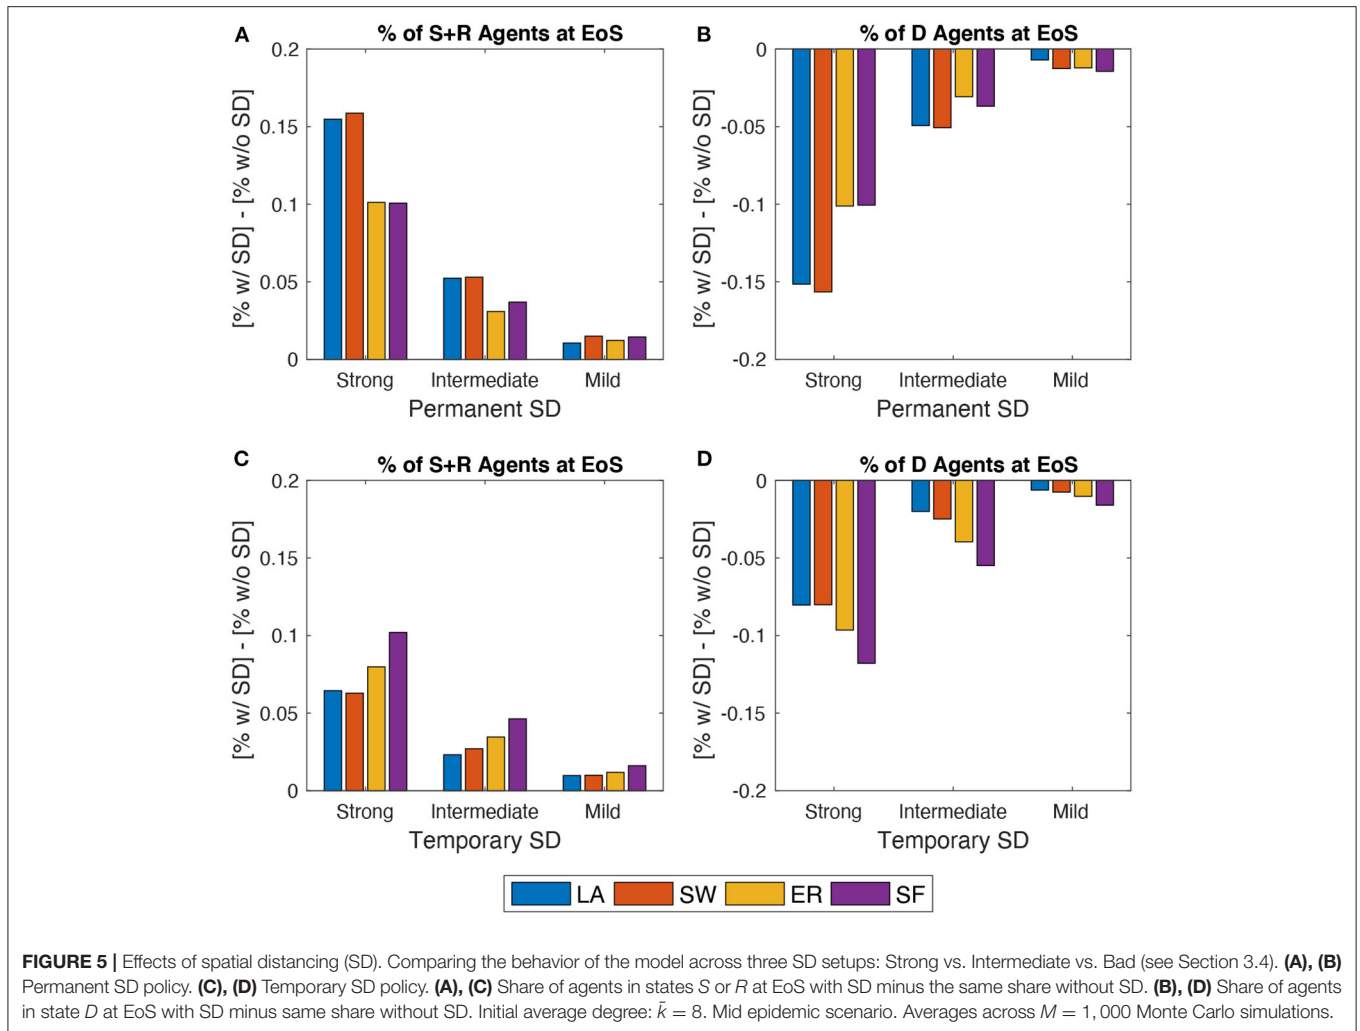 A
% of S+R Agents at EoS
[% w/ SD] - [% w/o SD]
0.2
0.15
0.1
0.05
0
Strong Intermediate Mild
Permanent SD
B
% of D Agents at EoS
[% w/ SD] - [% w/o SD]
0
-0.05
-0.1
-0.15
-0.2
Strong Intermediate Mild
Permanent SD
C
% of S+R Agents at EoS
[% w/ SD] - [% w/o SD]
0.2
0.15
0.1
0.05
0
Strong Intermediate Mild
Temporary SD
D
% of D Agents at EoS
[% w/ SD] - [% w/o SD]
0
-0.05
-0.1
-0.15
-0.2
Strong Intermediate Mild
Temporary SD
LA SW ER SF
FIGURE 5 | Effects of spatial distancing (SD). Comparing the behavior of the model across three SD setups: Strong vs. Intermediate vs. Bad (see Section 3.4). (A), (B)
Permanent SD policy. (C), (D) Temporary SD policy. (A), (C) Share of agents in states S or R at EoS with SD minus the same share without SD. (B), (D) Share of agents
in state D at EoS with SD minus same share without SD. Initial average degree: k̄ = 8. Mid epidemic scenario. Averages across M = 1, 000 Monte Carlo simulations.